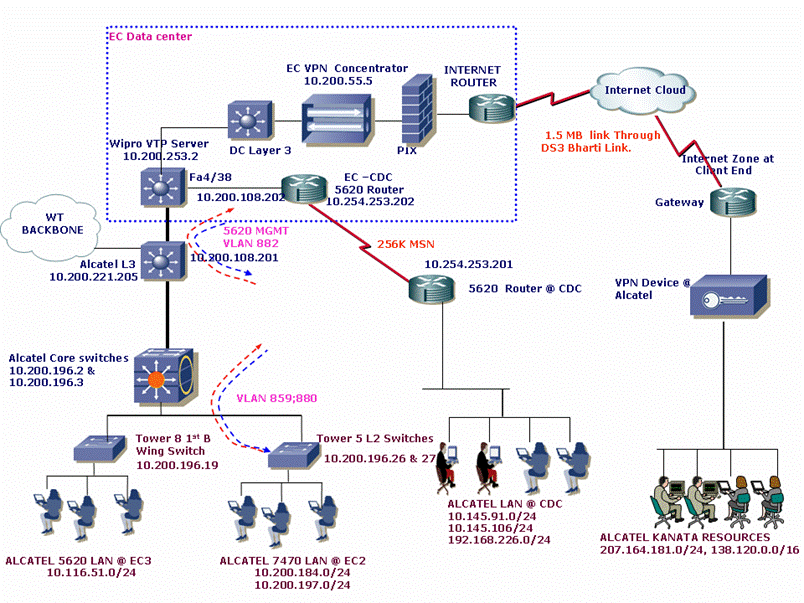 EC Data center
EC VPN Concentrator
10.200.55.5
INTERNET
ROUTER
Internet Cloud
DC Layer 3
PIX
Wipro VTP Server
10.200.253.2
1.5 MB link Through
DS3 Bharti Link.
Internet Zone at
Client End
Fa4/38
10.200.108.202
EC –CDC
5620 Router
10.254.253.202
Gateway
WT
BACKBONE
5620 MGMT
VLAN 882
256K MSN
Alcatel L3
10.200.221.205
10.200.108.201
10.254.253.201
5620 Router @ CDC
VPN Device @
Alcatel
Alcatel Core switches
10.200.196.2 &
10.200.196.3
VLAN 859;880
Tower 8 1st B
Wing Switch
10.200.196.19
Tower 5 L2 Switches
10.200.196.26 & 27
ALCATEL LAN @ CDC
10.145.91.0/24
10.145.106/24
192.168.226.0/24
ALCATEL KANATA RESOURCES
207.164.181.0/24, 138.120.0.0/16
ALCATEL 5620 LAN @ EC3
10.116.51.0/24
ALCATEL 7470 LAN @ EC2
10.200.184.0/24
10.200.197.0/24